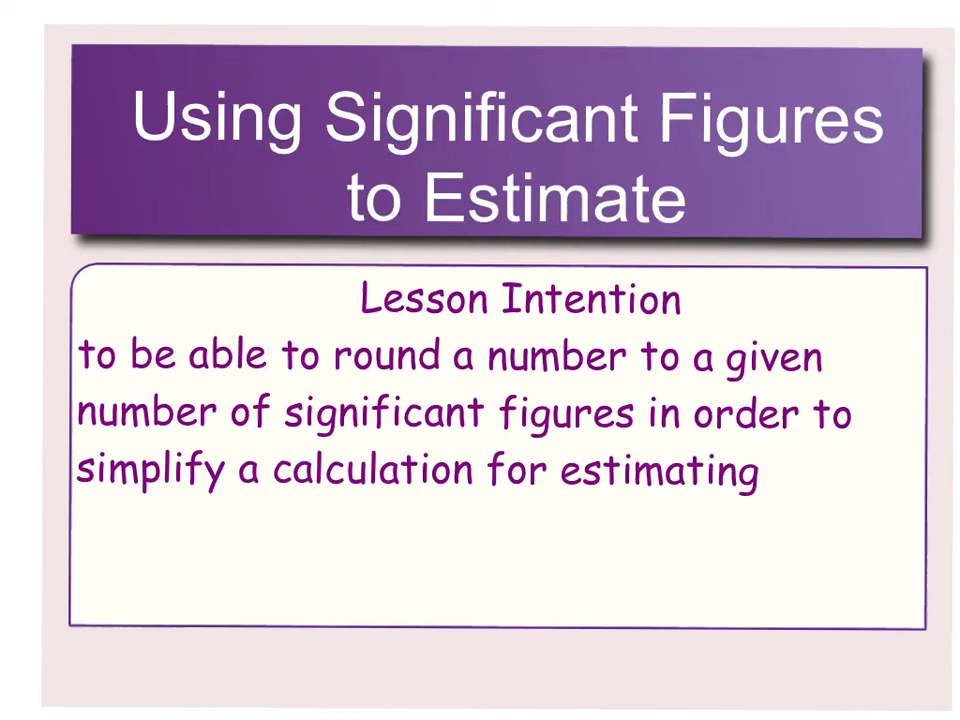 Using Significant Figures
to Estimate
Lesson Intention
to be able to round a number to a given
number of significant figures in order to
simplify a calculation for estimating